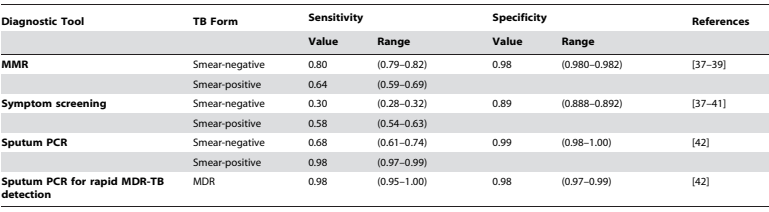 Diagnostic Tool TB Form Sensitivity Specificity References
Value Range Value Range
MMR Smear-negative 0.80 (0.79–0.82) 0.98 (0.980–0.982) [37–39]
Smear-positive 0.64 (0.59–0.69)
Symptom screening Smear-negative 0.30 (0.28–0.32) 0.89 (0.888–0.892) [37–41]
Smear-positive 0.58 (0.54–0.63)
Sputum PCR Smear-negative 0.68 (0.61–0.74) 0.99 (0.98–1.00) [42]
Smear-positive 0.98 (0.97–0.99)
Sputum PCR for rapid MDR-TB MDR 0.98 (0.95–1.00) 0.98 (0.97–0.99) [42]
detection